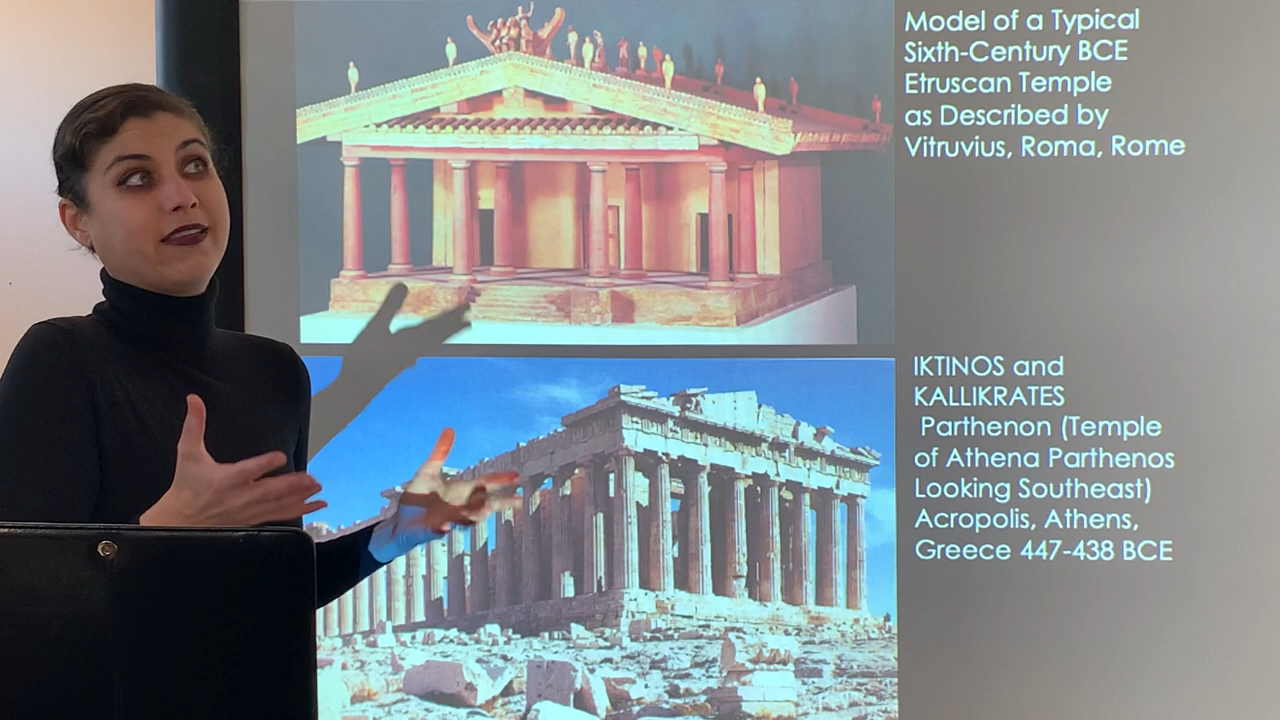 Model of a Typical
Sixth-Century BCE
Etruscan Temple
as Described by
Vitruvius, Roma, Rome
IKTINOS and
KALLIKRATES
Parthenon (Temple
of Athena Parthenos
Looking Southeast)
Acropolis, Athens,
Greece 447-438 BCE